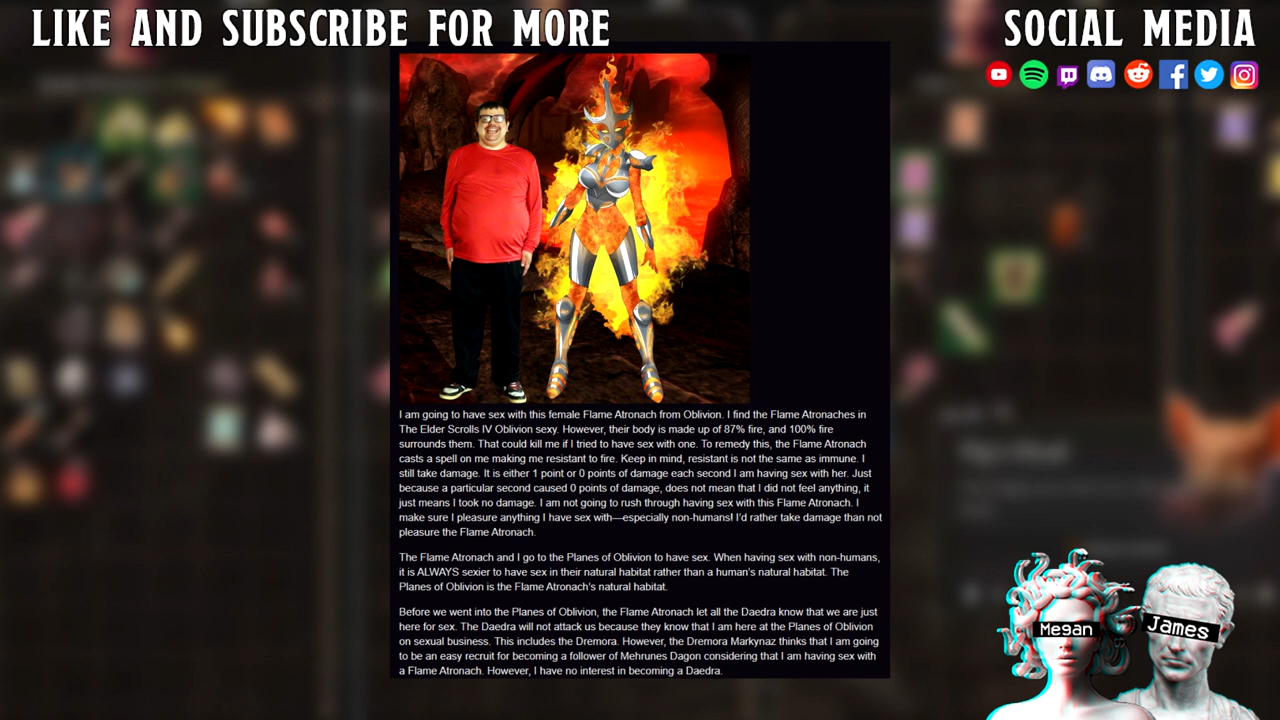 LIKE AND SUBSCRIBE FOR MORE
SOCIAL MEDIA
I am going to have sex with this female Flame Atronach from Oblivion. I find the Flame Atronaches in
The Elder Scrolls IV Oblivion sexy. However, their body is made up of 87% fire, and 100% fire
surrounds them. That could kill me if I tried to have sex with one. To remedy this, the Flame Atronach
casts a spell on me making me resistant to fire. Keep in mind, resistant is not the same as immune. I
still take damage. It is either 1 point or 0 points of damage each second I am having sex with her. Just
because a particular second caused 0 points of damage, does not mean that I did not feel anything, it
just means I took no damage. I am not going to rush through having sex with this Flame Atronach. I
make sure I pleasure anything I have sex with—especially non-humans! I'd rather take damage than not
pleasure the Flame Atronach.
The Flame Atronach and I go to the Planes of Oblivion to have sex. When having sex with non-humans,
it is ALWAYS sexier to have sex in their natural habitat rather than a human's natural habitat. The
Planes of Oblivion is the Flame Atronach's natural habitat.
Before we went into the Planes of Oblivion, the Flame Atronach let all the Daedra know that we are just
here for sex. The Daedra will not attack us because they know that I am here at the Planes of Oblivion
on sexual business. This includes the Dremora. However, the Dremora Markynaz thinks that I am going
to be an easy recruit for becoming a follower of Mehrunes Dagon considering that I am having sex with
a Flame Atronach. However, I have no interest in becoming a Daedra.
Megan
James